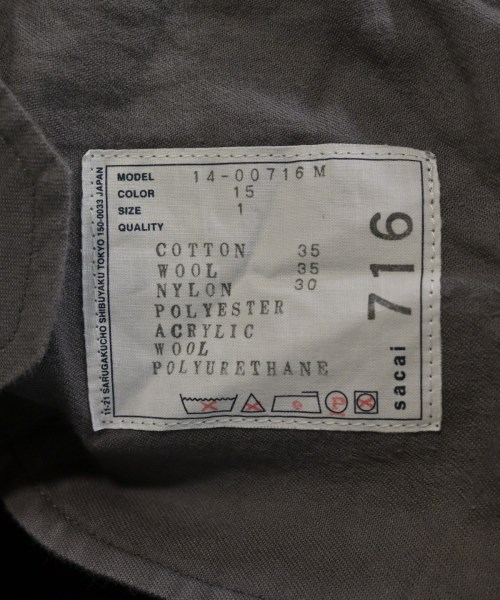 MODEL 14-00716 M
COLOR 15
SIZE 1
QUALITY
COTTON 35
WOOL 35
NYLON 30
POLYESTER
ACRYLIC
WOOL
POLYURETHANE
11-21 SARUGAKUCHO SHIBUYAKU TOKYO 150-0033 JAPAN
sacai 716